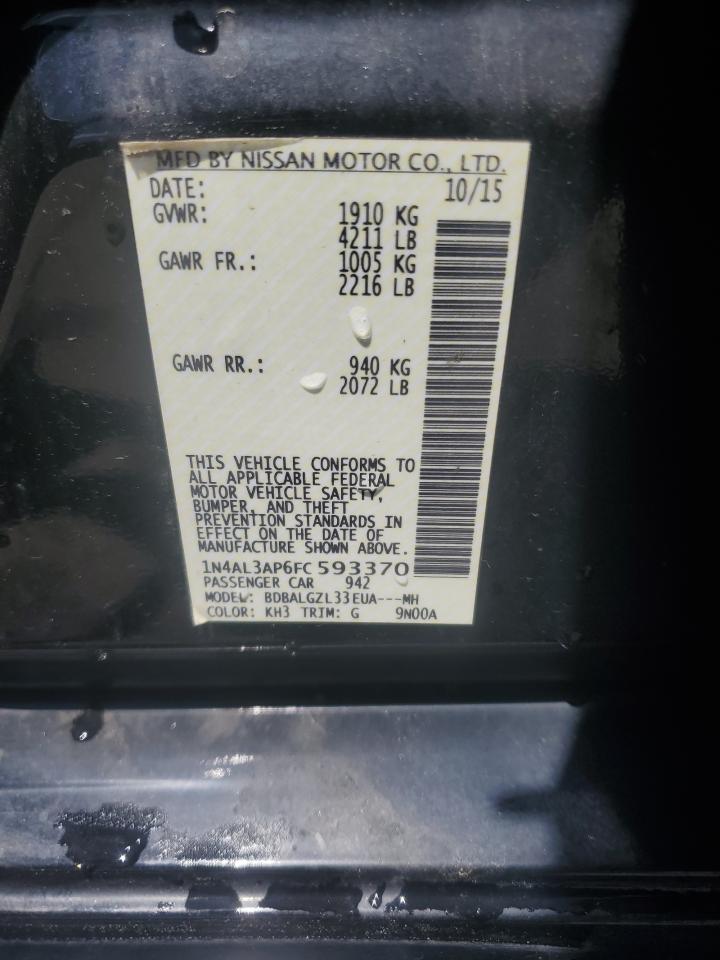 MFD BY NISSAN MOTOR CO., LTD.
DATE: 10/15
GVWR: 1910 KG
4211 LB
GAWR FR.: 1005 KG
2216 LB
GAWR RR.: 940 KG
2072 LB
THIS VEHICLE CONFORMS TO
ALL APPLICABLE FEDERAL
MOTOR VEHICLE SAFETY,
BUMPER, AND THEFT
PREVENTION STANDARDS IN
EFFECT ON THE DATE OF
MANUFACTURE SHOWN ABOVE.
1N4AL3AP6FC 593370
PASSENGER CAR 942
MODEL: BDBALGZL33EUA---MH
COLOR: KH3 TRIM: G 9N00A